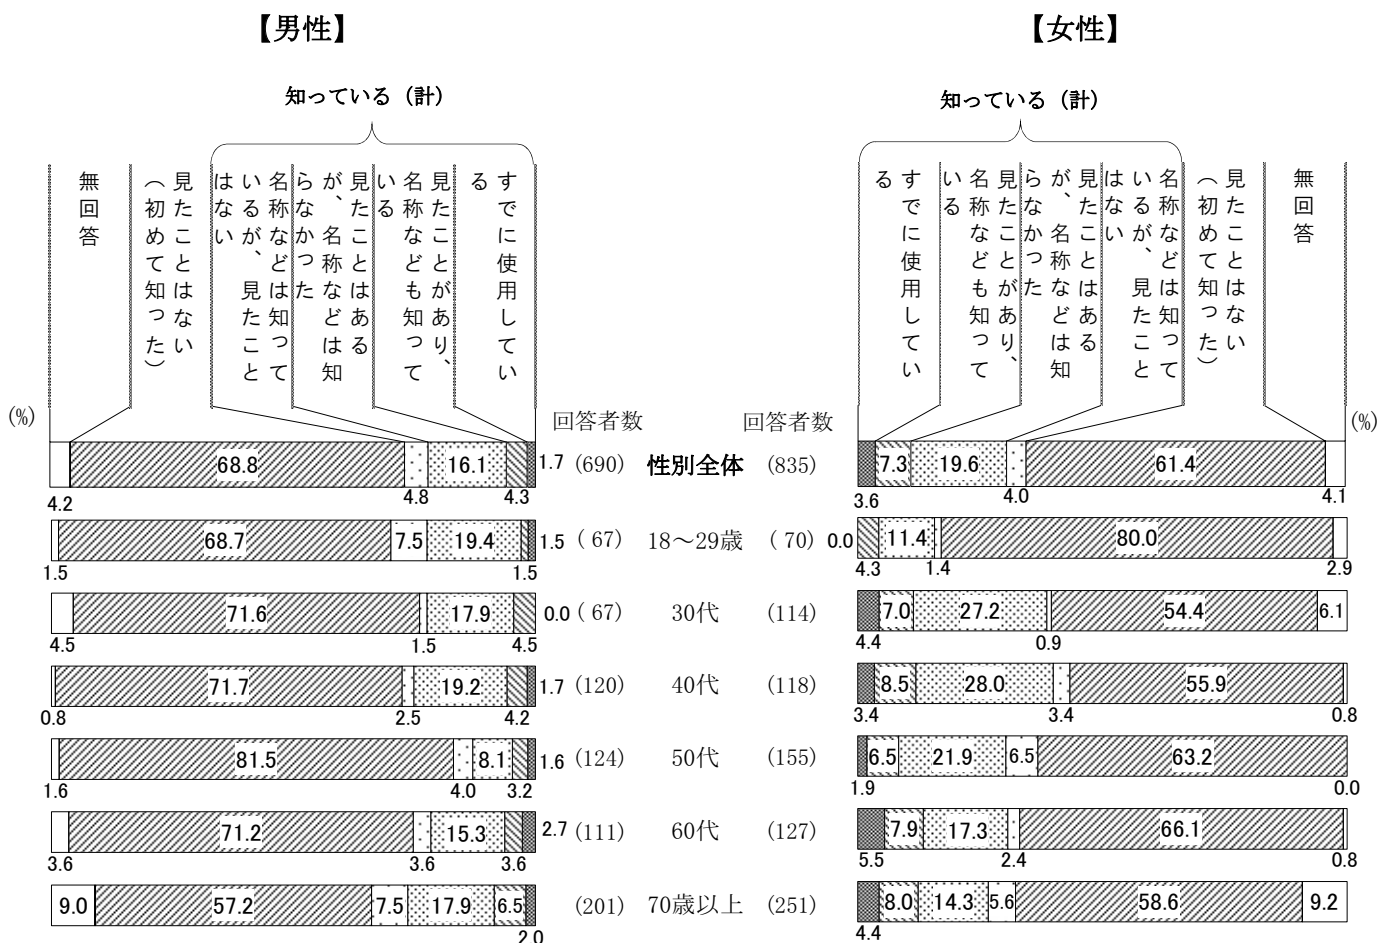 【男性】
【女性】
知っている（計）
知っている（計）
無回答
見たことはない
（初めて知った）
名称などは知って
いるが、見たこと
はない
見たことはある
が、名称などは知
らなかった
見たことがあり、
名称なども知って
いる
すでに使用してい
る
すでに使用してい
る
見たことがあり、
名称なども知って
いる
見たことはある
が、名称などは知
らなかった
名称などは知って
いるが、見たこと
はない
見たことはない
（初めて知った）
無回答
(%) 回答者数 回答者数 (%)
68.8 16.1 1.7 (690) 性別全体 (835) 7.3 19.6 61.4
4.2 4.8 4.3 3.6 4.0 4.1
68.7 7.5 19.4 1.5 ( 67) 18～29歳 ( 70) 0.0 11.4 80.0
1.5 1.5 4.3 1.4 2.9
71.6 17.9 0.0 ( 67) 30代 (114) 7.0 27.2 54.4 6.1
4.5 1.5 4.5 4.4 0.9
71.7 19.2 1.7 (120) 40代 (118) 8.5 28.0 55.9
0.8 2.5 4.2 3.4 3.4 0.8
81.5 8.1 1.6 (124) 50代 (155) 6.5 21.9 6.5 63.2
1.6 4.0 3.2 1.9 0.0
71.2 15.3 2.7 (111) 60代 (127) 7.9 17.3 66.1
3.6 3.6 3.6 5.5 2.4 0.8
9.0 57.2 7.5 17.9 6.5 (201) 70歳以上 (251) 8.0 14.3 5.6 58.6 9.2
2.0 4.4